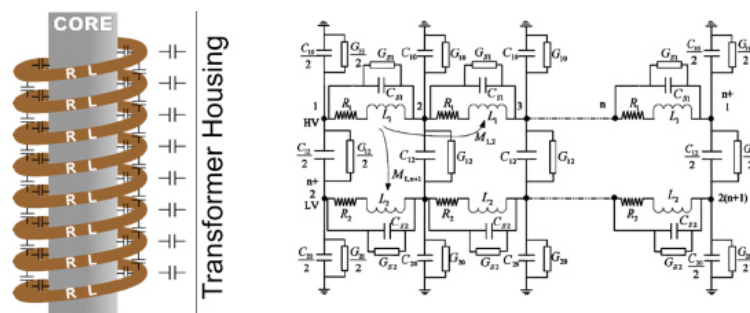 CORE
R L
R L
R L
R L
R L
R L
R L
R L
Transformer Housing
C10/2 G10/2 C10 G10 C10 G10 C10/2
GS1 GS1 GS1
CS1 CS1 CS1
1 R1 L1 2 R1 L1 3 n R1 L1 n+1
HV M1,2
C12/2 G12/2 C12 G12 C12 G12 C12/2
M1,n+1
n+2 L2 L2 L2 2(n+1)
LV R2 R2 R2
CS2 CS2 CS2
GS2 GS2 GS2
C20/2 G20/2 C20 G20 C20 G20 C20/2